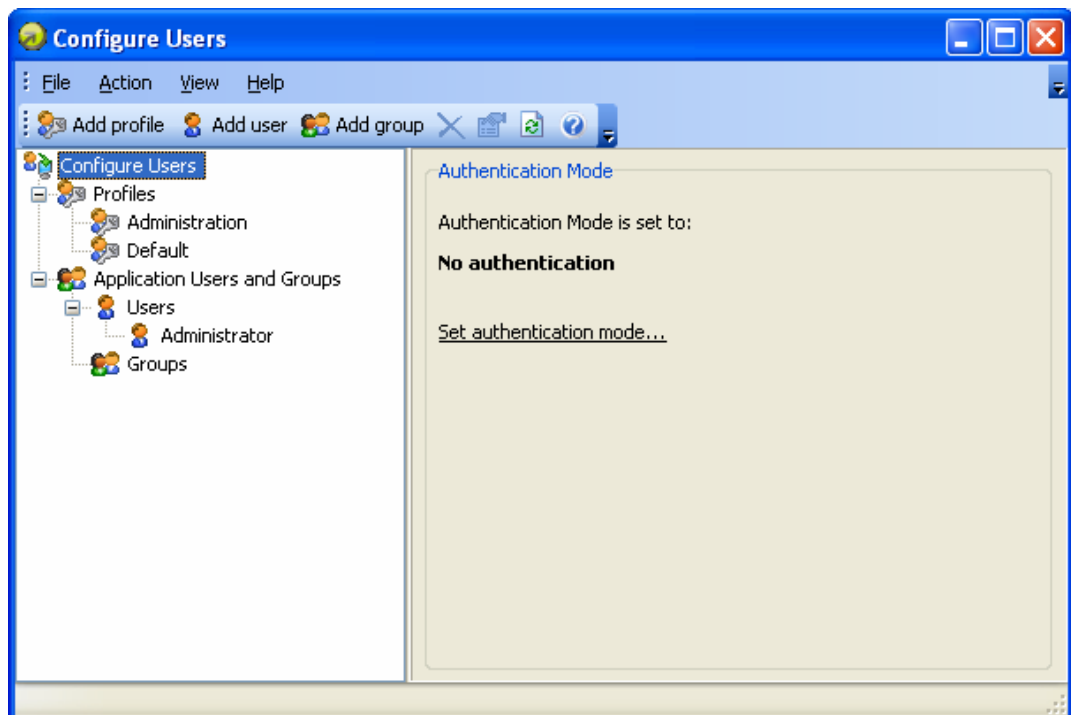 Configure Users
File Action View Help
Add profile Add user Add group
Configure Users
Profiles
Administration
Default
Application Users and Groups
Users
Administrator
Groups
Authentication Mode
Authentication Mode is set to:
No authentication
Set authentication mode...